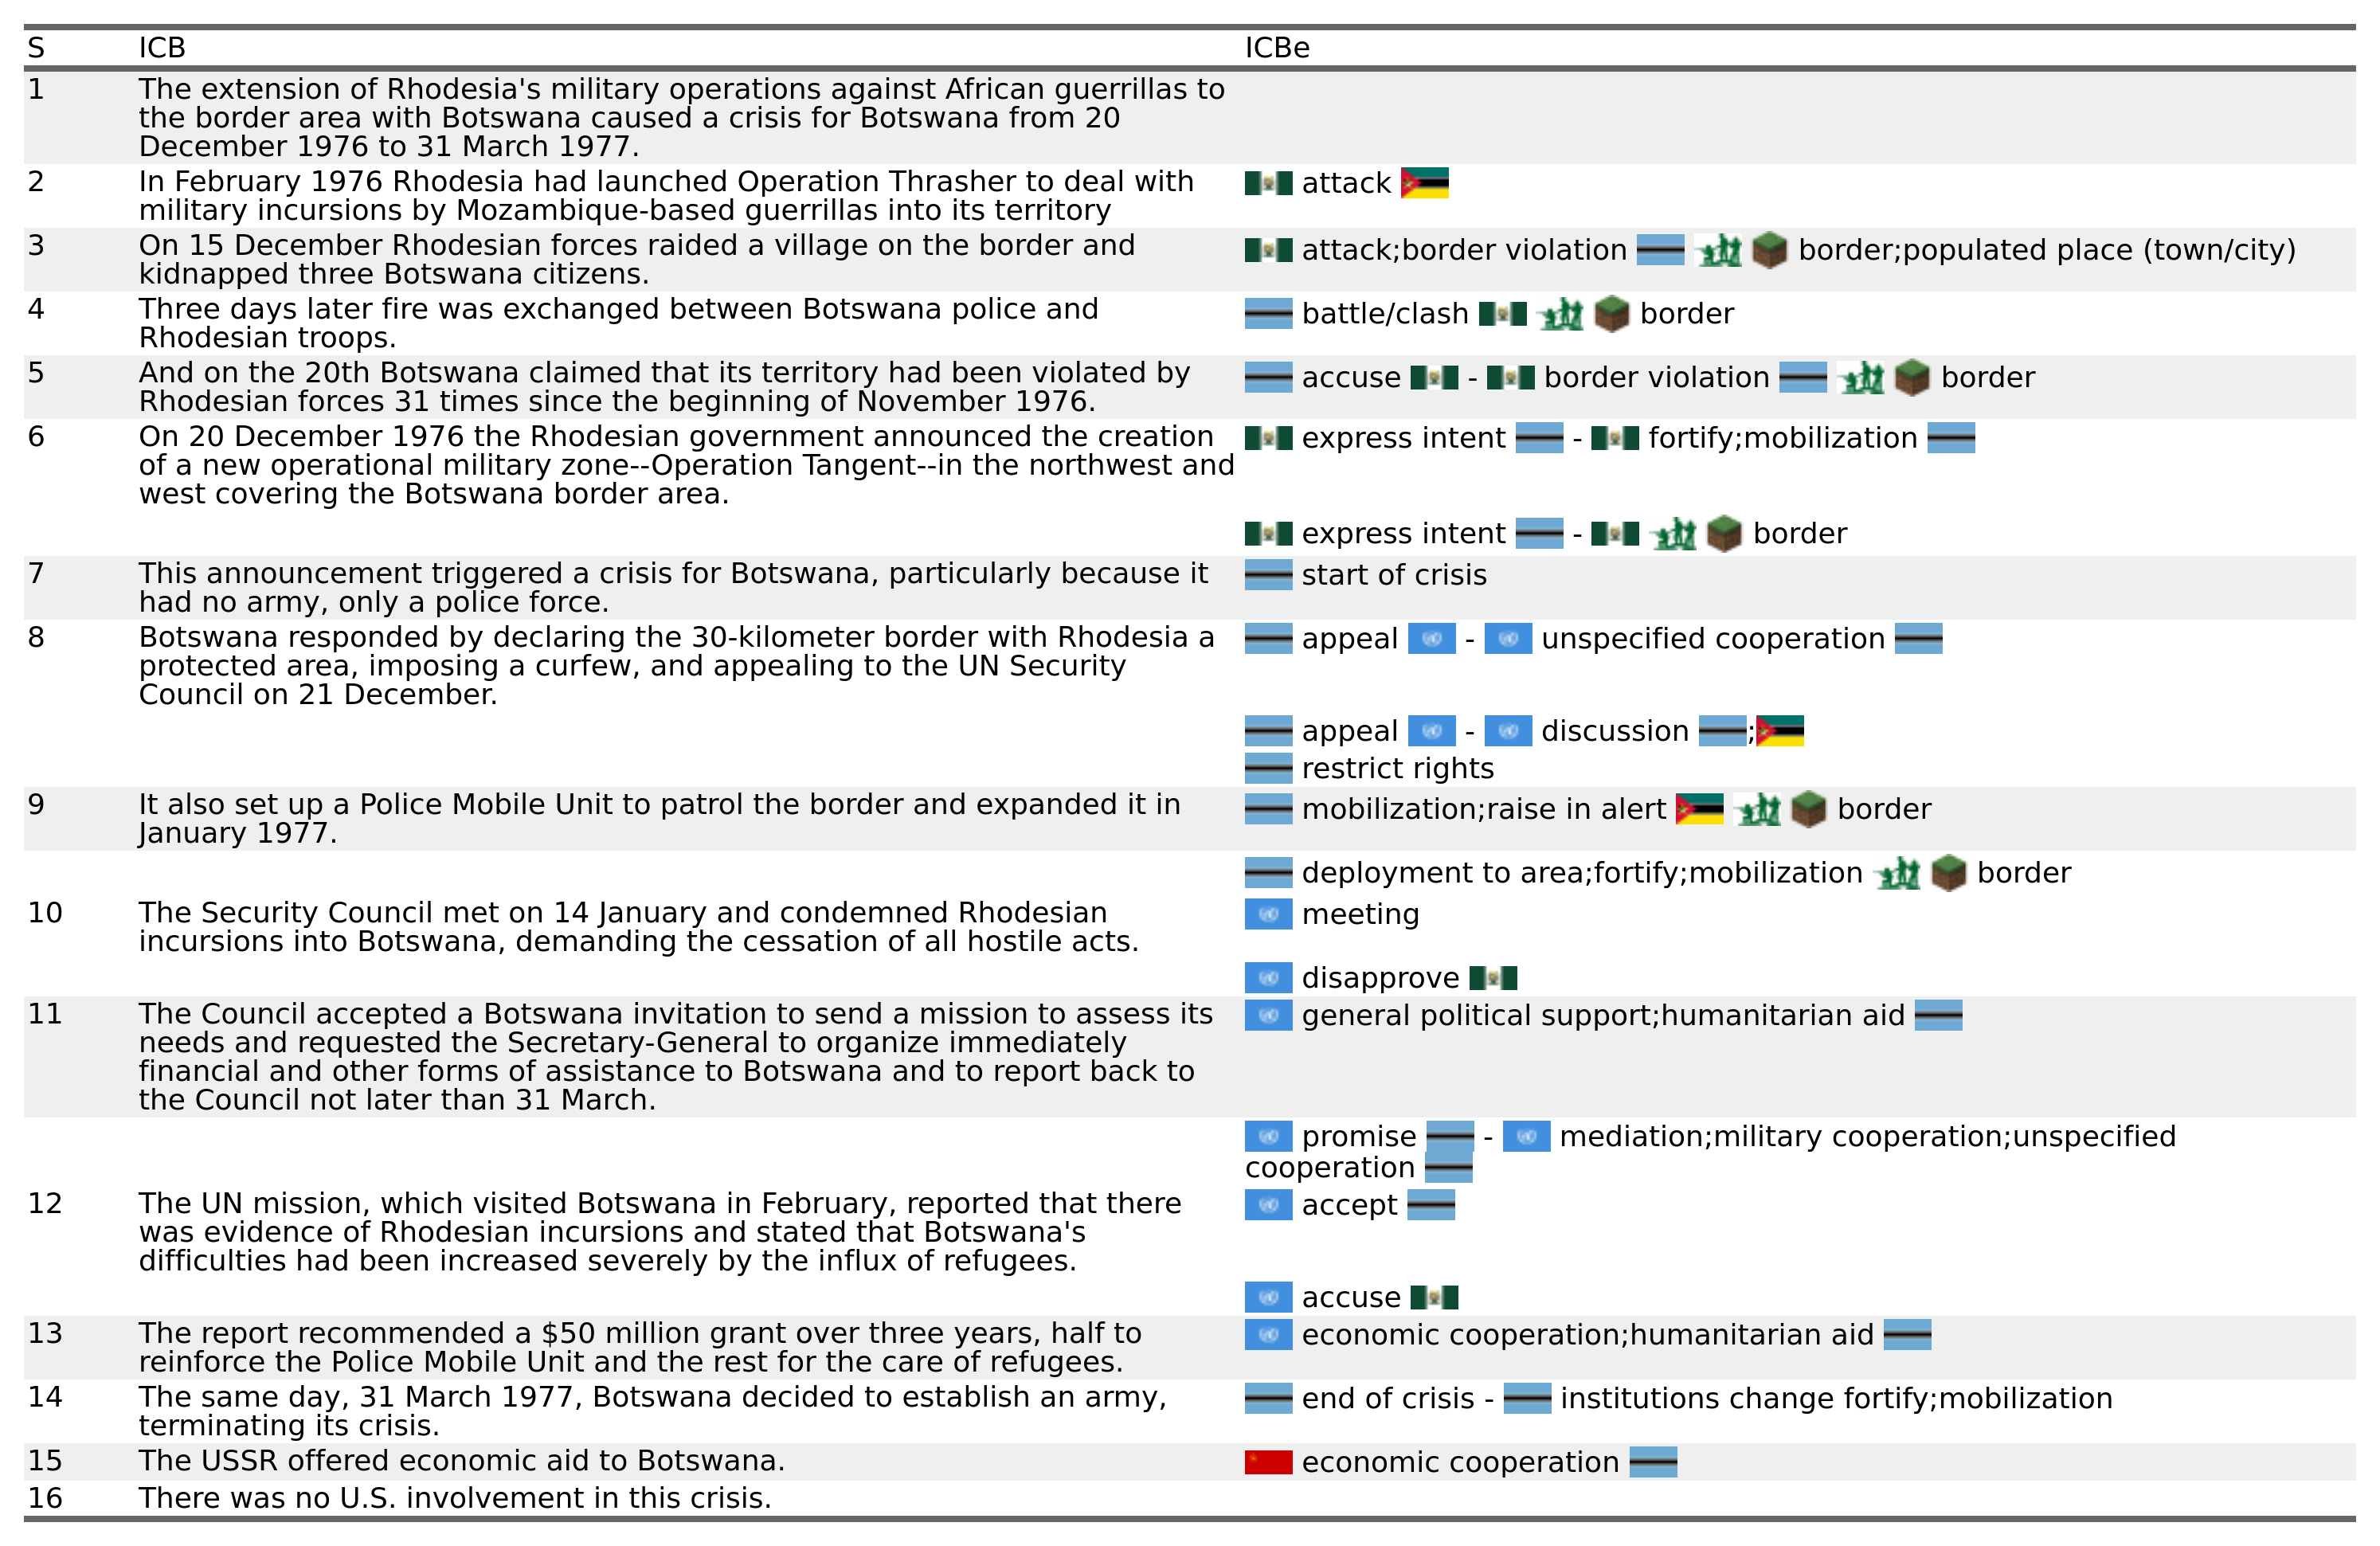 S ICB ICBe
1 The extension of Rhodesia's military operations against African guerrillas to
the border area with Botswana caused a crisis for Botswana from 20
December 1976 to 31 March 1977.
2 In February 1976 Rhodesia had launched Operation Thrasher to deal with attack
military incursions by Mozambique-based guerrillas into its territory
3 On 15 December Rhodesian forces raided a village on the border and attack;border violation border;populated place (town/city)
kidnapped three Botswana citizens.
4 Three days later fire was exchanged between Botswana police and battle/clash border
Rhodesian troops.
5 And on the 20th Botswana claimed that its territory had been violated by accuse - border violation border
Rhodesian forces 31 times since the beginning of November 1976.
6 On 20 December 1976 the Rhodesian government announced the creation express intent - fortify;mobilization
of a new operational military zone--Operation Tangent--in the northwest and
west covering the Botswana border area.
express intent - border
7 This announcement triggered a crisis for Botswana, particularly because it start of crisis
had no army, only a police force.
8 Botswana responded by declaring the 30-kilometer border with Rhodesia a appeal - unspecified cooperation
protected area, imposing a curfew, and appealing to the UN Security
Council on 21 December.
appeal - discussion ;
restrict rights
9 It also set up a Police Mobile Unit to patrol the border and expanded it in mobilization;raise in alert border
January 1977.
deployment to area;fortify;mobilization border
10 The Security Council met on 14 January and condemned Rhodesian meeting
incursions into Botswana, demanding the cessation of all hostile acts.
disapprove
11 The Council accepted a Botswana invitation to send a mission to assess its general political support;humanitarian aid
needs and requested the Secretary-General to organize immediately
financial and other forms of assistance to Botswana and to report back to
the Council not later than 31 March.
promise - mediation;military cooperation;unspecified
cooperation
12 The UN mission, which visited Botswana in February, reported that there accept
was evidence of Rhodesian incursions and stated that Botswana's
difficulties had been increased severely by the influx of refugees.
accuse
13 The report recommended a $50 million grant over three years, half to economic cooperation;humanitarian aid
reinforce the Police Mobile Unit and the rest for the care of refugees.
14 The same day, 31 March 1977, Botswana decided to establish an army, end of crisis - institutions change fortify;mobilization
terminating its crisis.
15 The USSR offered economic aid to Botswana. economic cooperation
16 There was no U.S. involvement in this crisis.